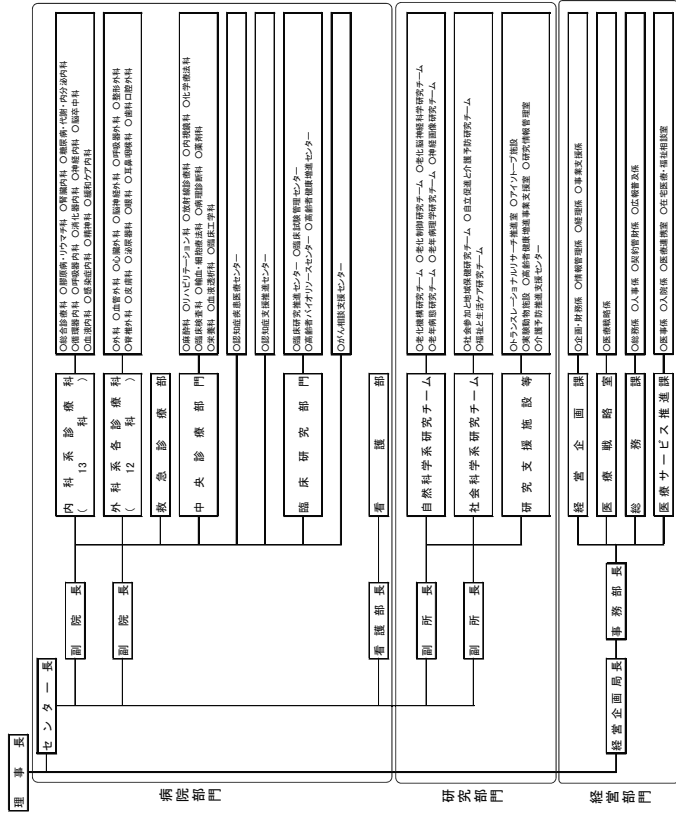 理事長
センター長
副院長
副院長
看護部長
副所長
副所長
経営企画局長
事務部長
病院部門
研究部門
経営部門
内科系診療科
(13科)
○総合診療科 ○膠原病・リウマチ科 ○腎臓内科 ○糖尿病・代謝・内分泌内科
○循環器内科 ○呼吸器内科 ○消化器内科 ○神経内科 ○脳卒中科
○血液内科 ○感染症内科 ○精神科 ○緩和ケア内科
外科系各診療科
(12科)
○外科 ○血管外科 ○心臓外科 ○脳神経外科 ○呼吸器外科 ○整形外科
○脊椎外科 ○皮膚科 ○泌尿器科 ○眼科 ○耳鼻咽喉科 ○歯科口腔外科
救急診療部
中央診療部門
○麻酔科 ○リハビリテーション科 ○放射線診療科 ○内視鏡科 ○化学療法科
○臨床検査科 ○輸血・細胞療法科 ○病理診断科 ○薬剤科
○栄養科 ○血液透析科 ○臨床工学科
○認知症疾患医療センター
○認知症支援推進センター
臨床研究部門
○臨床研究推進センター ○臨床試験管理センター
○高齢者バイオリソースセンター ○高齢者健康増進センター
○がん相談支援センター
看護部
自然科学系研究チーム
○老化機構研究チーム ○老化制御研究チーム ○老化脳神経科学研究チーム
○老年病態研究チーム ○老年病理学研究チーム ○神経画像研究チーム
社会科学系研究チーム
○社会参加と地域保健研究チーム ○自立促進と介護予防研究チーム
○福祉と生活ケア研究チーム
研究支援施設等
○トランスレーショナルリサーチ推進室 ○アイソトープ施設
○実験動物施設 ○高齢者健康増進事業支援室 ○研究情報管理室
○介護予防推進支援センター
経営企画課
○企画・財務係 ○情報管理係 ○経理係 ○事業支援係
医療戦略室
○医療戦略係
総務課
○総務係 ○人事係 ○契約管財係 ○広報普及係
医療サービス推進課
○医事係 ○入院係 ○医療連携室 ○在宅医療・福祉相談室